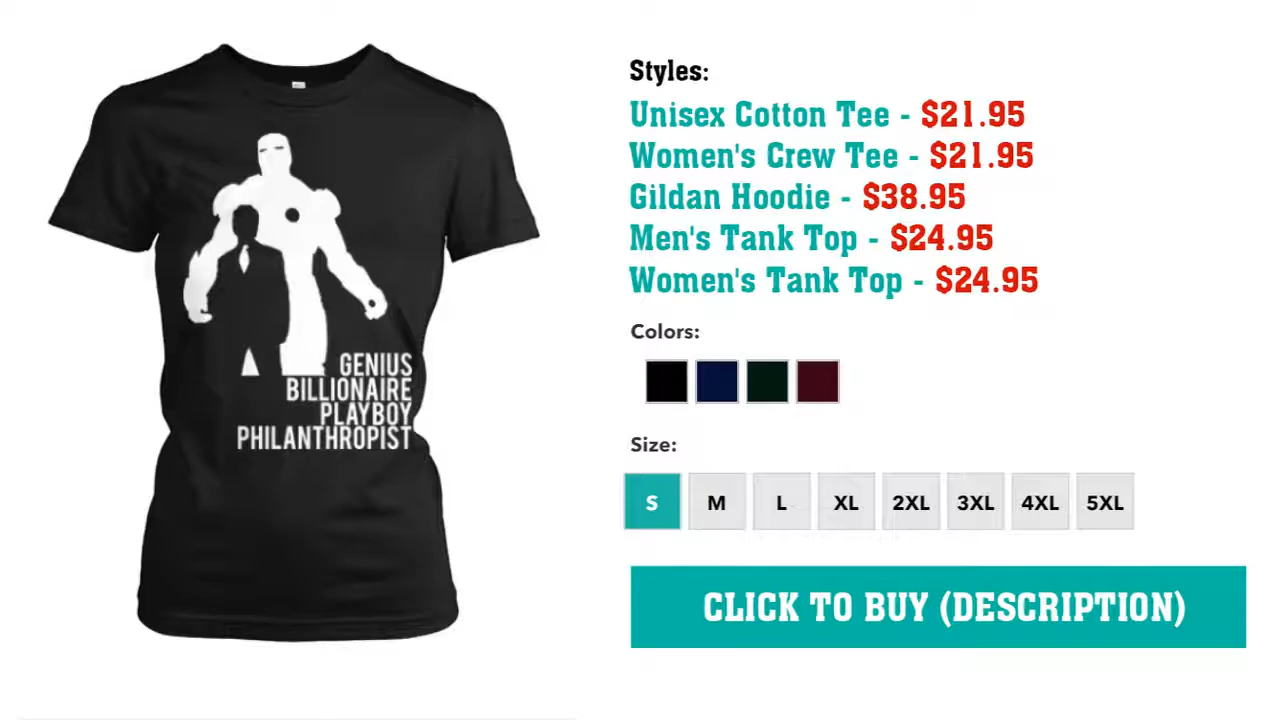 GENIUS
BILLIONAIRE
PLAYBOY
PHILANTHROPIST
Styles:
Unisex Cotton Tee - $21.95
Women's Crew Tee - $21.95
Gildan Hoodie - $38.95
Men's Tank Top - $24.95
Women's Tank Top - $24.95
Colors:
Size:
S M L XL 2XL 3XL 4XL 5XL
CLICK TO BUY (DESCRIPTION)